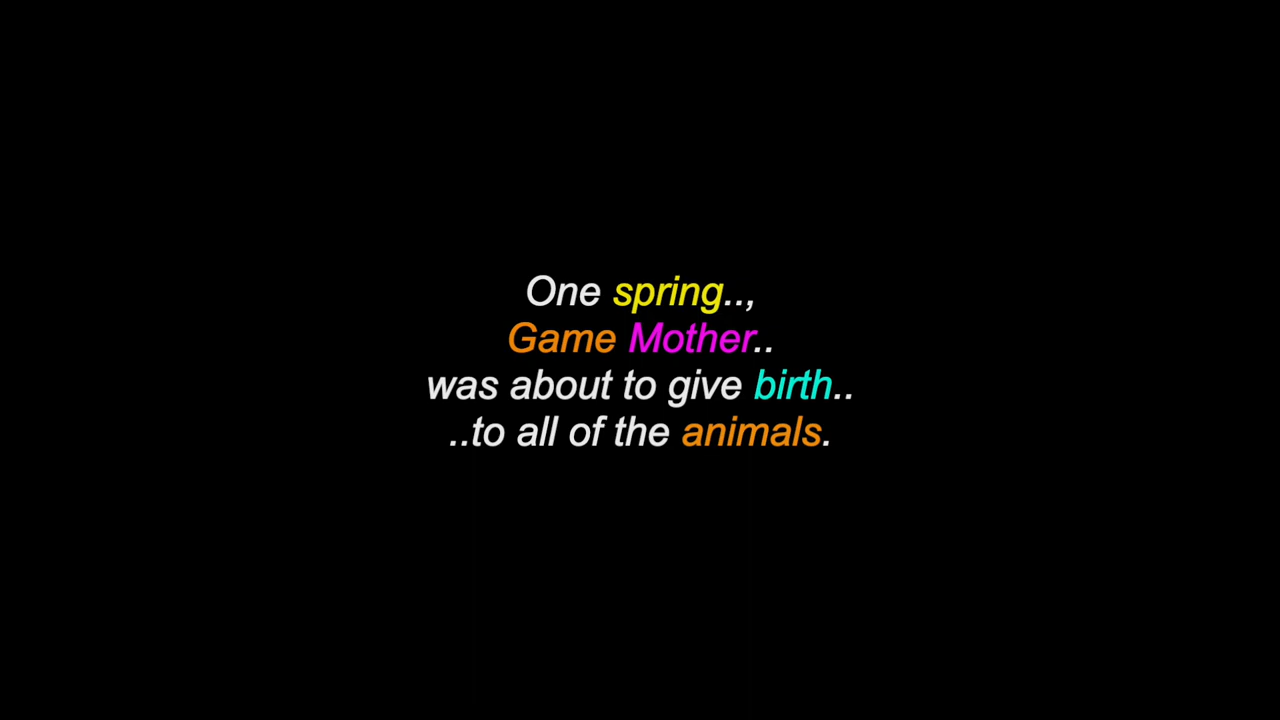 One spring..,
Game Mother..
was about to give birth..
..to all of the animals.